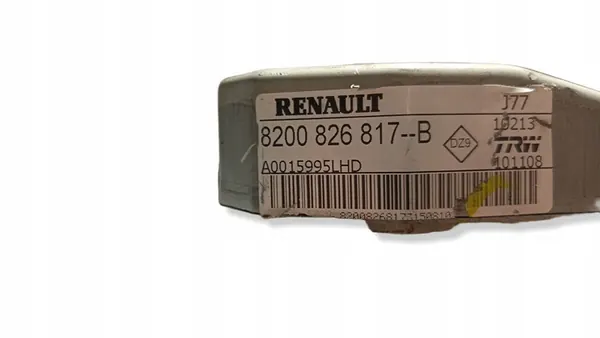 RENAULT J77
8200 826 817--B DZ9 10213
TRW
A0015995LHD 101108